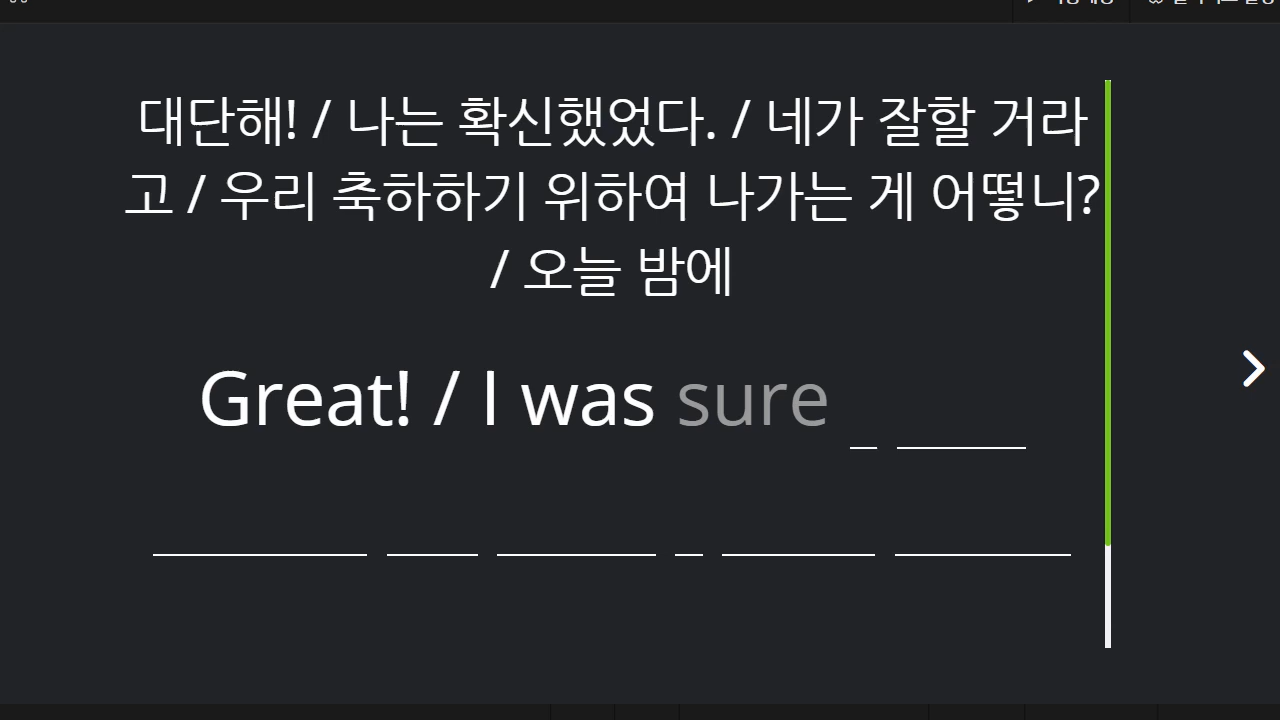 대단해! / 나는 확신했었다. / 네가 잘할 거라
고 / 우리 축하하기 위하여 나가는 게 어떻니?
/ 오늘 밤에
Great! / I was sure